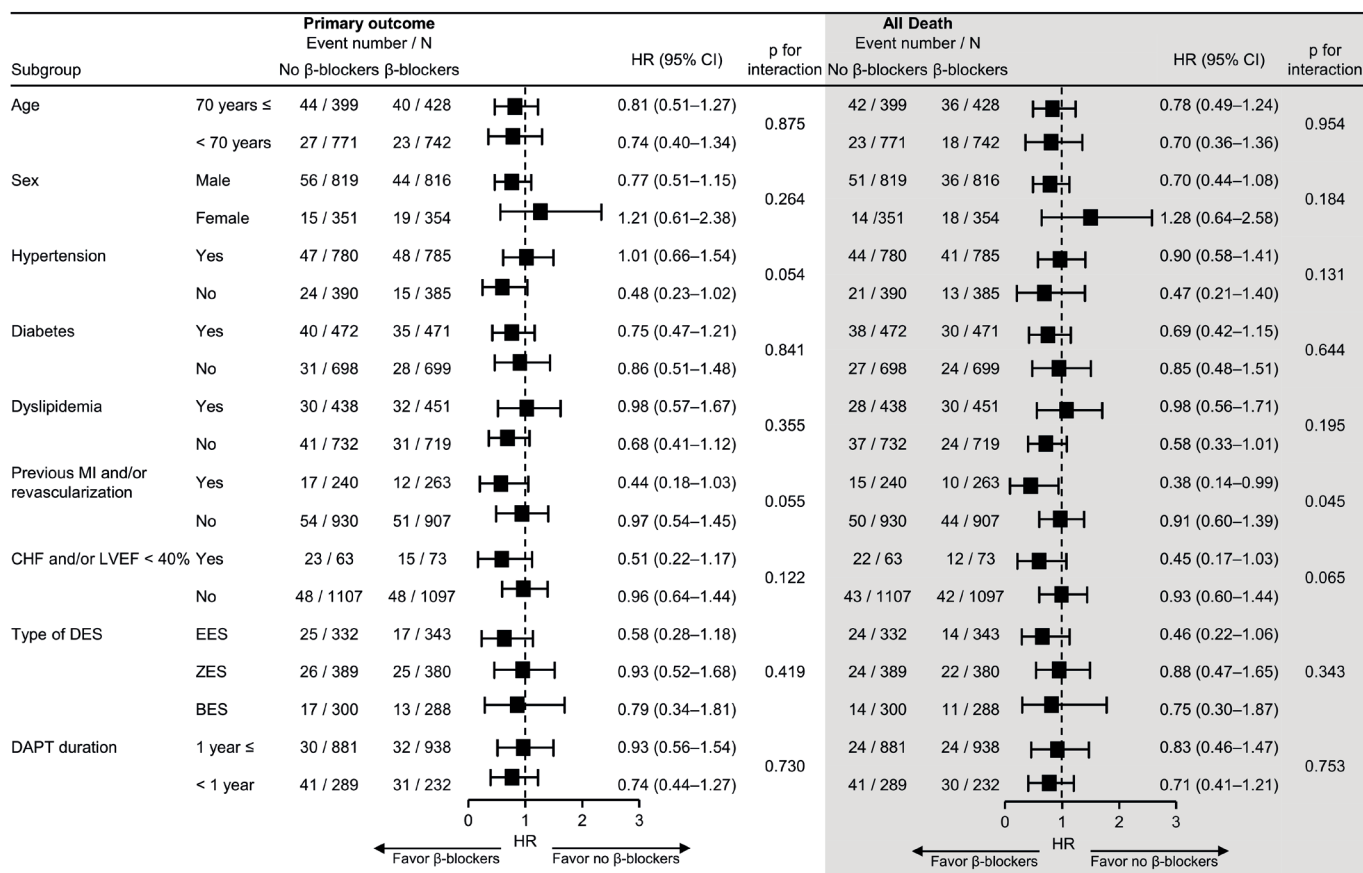 Primary outcome All Death
Event number / N Event number / N
Subgroup No β-blockers β-blockers HR (95% CI) p for interaction No β-blockers β-blockers HR (95% CI) p for interaction
Age 70 years ≤ 44 / 399 40 / 428 0.81 (0.51–1.27) 42 / 399 36 / 428 0.78 (0.49–1.24)
0.875 0.954
< 70 years 27 / 771 23 / 742 0.74 (0.40–1.34) 23 / 771 18 / 742 0.70 (0.36–1.36)
Sex Male 56 / 819 44 / 816 0.77 (0.51–1.15) 51 / 819 36 / 816 0.70 (0.44–1.08)
0.264 0.184
Female 15 / 351 19 / 354 1.21 (0.61–2.38) 14 /351 18 / 354 1.28 (0.64–2.58)
Hypertension Yes 47 / 780 48 / 785 1.01 (0.66–1.54) 44 / 780 41 / 785 0.90 (0.58–1.41)
0.054 0.131
No 24 / 390 15 / 385 0.48 (0.23–1.02) 21 / 390 13 / 385 0.47 (0.21–1.40)
Diabetes Yes 40 / 472 35 / 471 0.75 (0.47–1.21) 38 / 472 30 / 471 0.69 (0.42–1.15)
0.841 0.644
No 31 / 698 28 / 699 0.86 (0.51–1.48) 27 / 698 24 / 699 0.85 (0.48–1.51)
Dyslipidemia Yes 30 / 438 32 / 451 0.98 (0.57–1.67) 28 / 438 30 / 451 0.98 (0.56–1.71)
0.355 0.195
No 41 / 732 31 / 719 0.68 (0.41–1.12) 37 / 732 24 / 719 0.58 (0.33–1.01)
Previous MI and/or
revascularization Yes 17 / 240 12 / 263 0.44 (0.18–1.03) 15 / 240 10 / 263 0.38 (0.14–0.99)
0.055 0.045
No 54 / 930 51 / 907 0.97 (0.54–1.45) 50 / 930 44 / 907 0.91 (0.60–1.39)
CHF and/or LVEF < 40% Yes 23 / 63 15 / 73 0.51 (0.22–1.17) 22 / 63 12 / 73 0.45 (0.17–1.03)
0.122 0.065
No 48 / 1107 48 / 1097 0.96 (0.64–1.44) 43 / 1107 42 / 1097 0.93 (0.60–1.44)
Type of DES EES 25 / 332 17 / 343 0.58 (0.28–1.18) 24 / 332 14 / 343 0.46 (0.22–1.06)
ZES 26 / 389 25 / 380 0.93 (0.52–1.68) 0.419 24 / 389 22 / 380 0.88 (0.47–1.65) 0.343
BES 17 / 300 13 / 288 0.79 (0.34–1.81) 14 / 300 11 / 288 0.75 (0.30–1.87)
DAPT duration 1 year ≤ 30 / 881 32 / 938 0.93 (0.56–1.54) 24 / 881 24 / 938 0.83 (0.46–1.47)
0.730 0.753
< 1 year 41 / 289 31 / 232 0.74 (0.44–1.27) 41 / 289 30 / 232 0.71 (0.41–1.21)
0 1 2 3 0 1 2 3
HR HR
Favor β-blockers Favor no β-blockers Favor β-blockers Favor no β-blockers